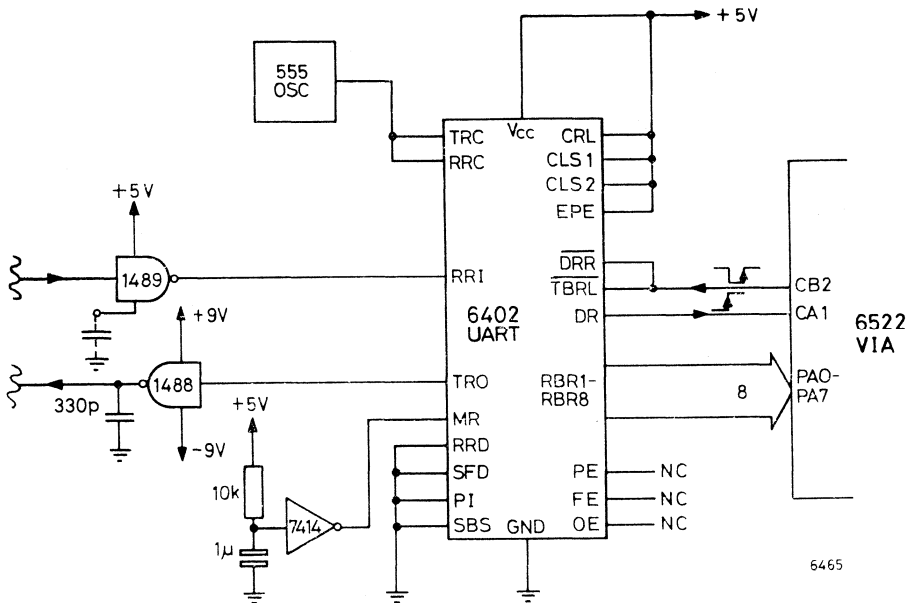 +5V
555
OSC
TRC
RRC
VCC
CRL
CLS1
CLS2
EPE
+5V
1489
RRI
DRR
TBRL
DR
CB2
CA1
6522
VIA
6402
UART
+9V
1488
TRO
330p
-9V
+5V
RBR1-
RBR8
8
PA0-
PA7
MR
RRD
SFD
PI
SBS
10k
7414
1µ
GND
PE
NC
FE
NC
OE
NC
6465